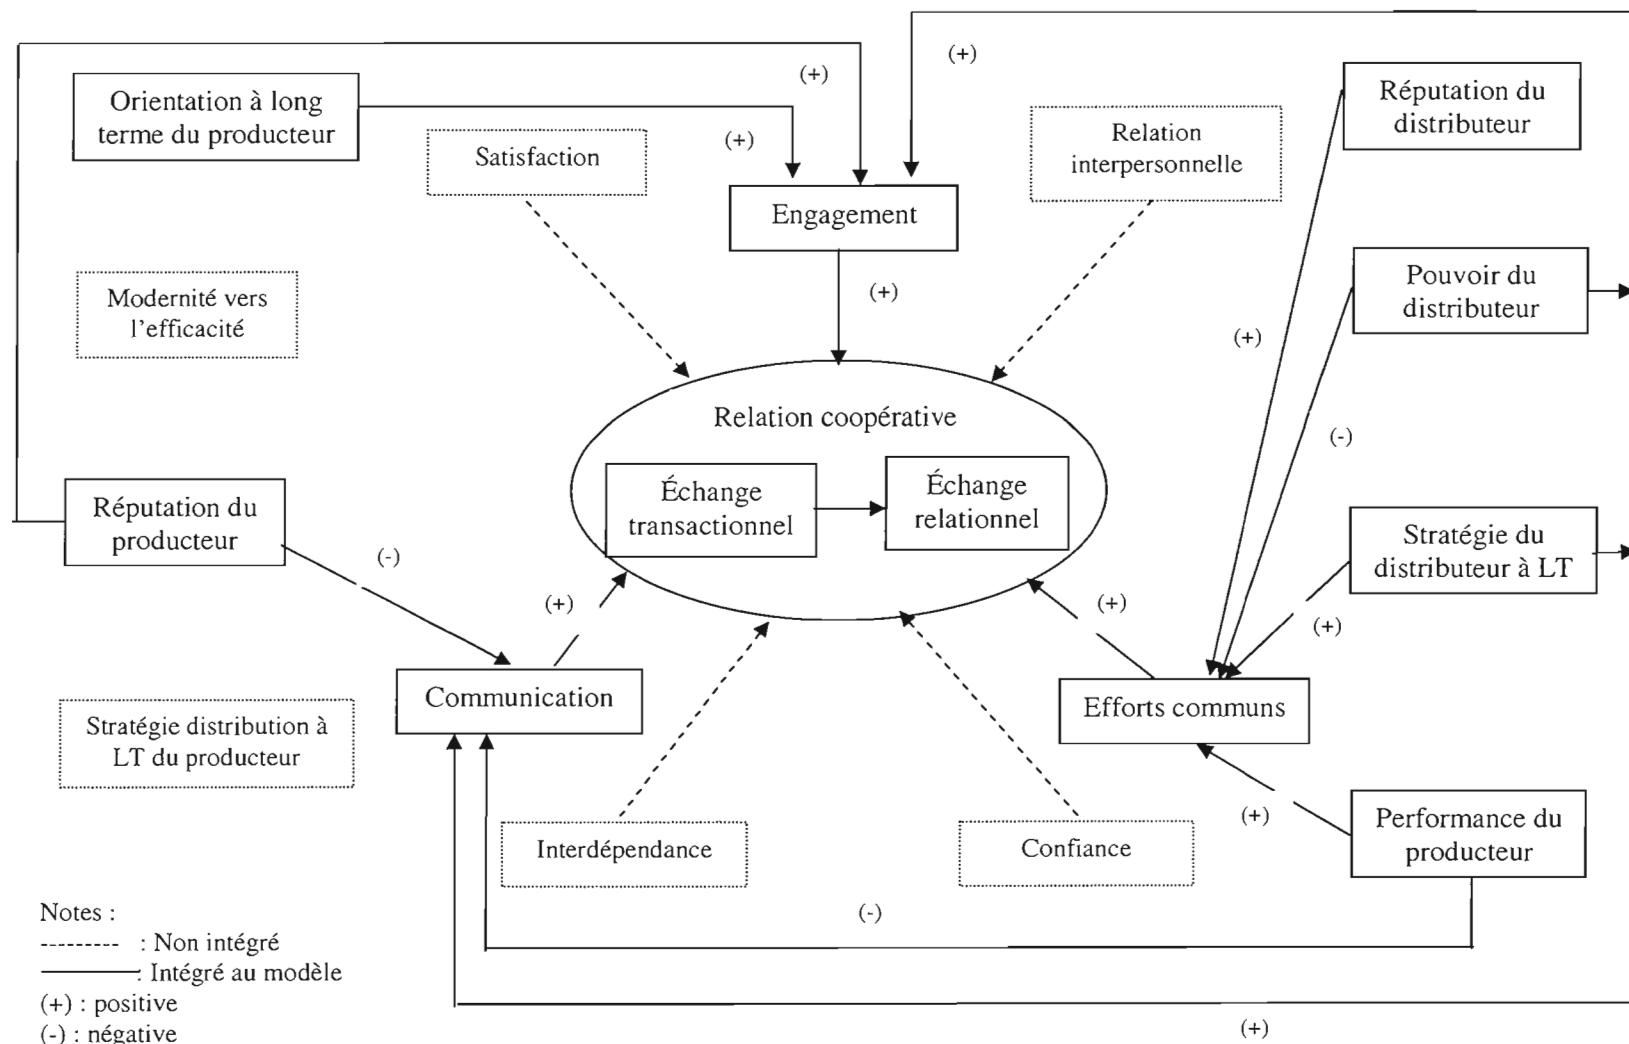 (+)
(+)
Orientation à long
terme du producteur
(+)
Satisfaction
Relation
interpersonnelle
Réputation du
distributeur
Engagement
(+)
Modernité vers
l'efficacité
Pouvoir du
distributeur
(+)
(-)
Relation coopérative
Échange
transactionnel
Échange
relationnel
Réputation du
producteur
(-)
Stratégie du
distributeur à LT
(+)
(+)
(+)
Communication
Efforts communs
Stratégie distribution à
LT du producteur
Interdépendance
Confiance
(+)
Performance du
producteur
(-)
Notes :
--------- : Non intégré
: Intégré au modèle
(+) : positive
(-) : négative
(+)